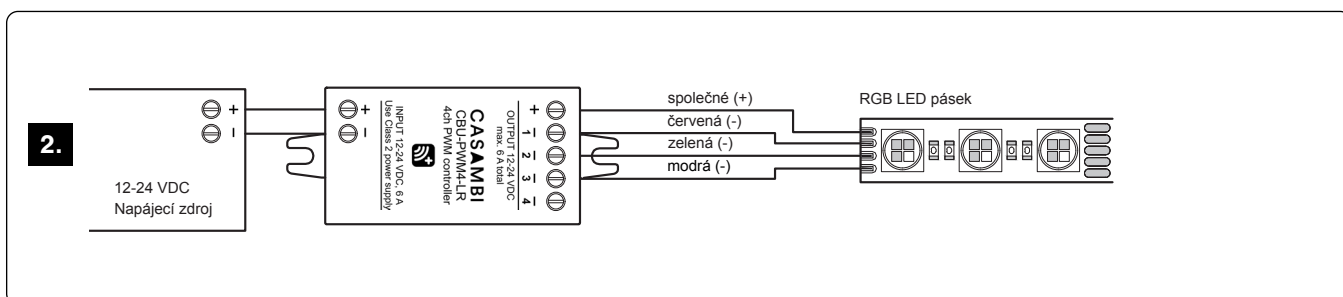 2.
+
−
12-24 VDC
Napájecí zdroj
+
−
INPUT 12-24 VDC, 6 A
Use Class 2 power supply
CASAMBI
CBU-PWM4-LR
4ch PWM controller
OUTPUT 12-24 VDC
max. 6 A total
+
1 −
2 −
3 −
4 −
společné (+)
červená (-)
zelená (-)
modrá (-)
RGB LED pásek